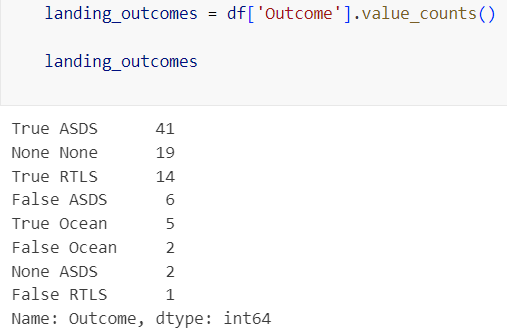 landing_outcomes = df['Outcome'].value_counts()
landing_outcomes
True ASDS      41
None None      19
True RTLS      14
False ASDS      6
True Ocean      5
False Ocean     2
None ASDS       2
False RTLS      1
Name: Outcome, dtype: int64